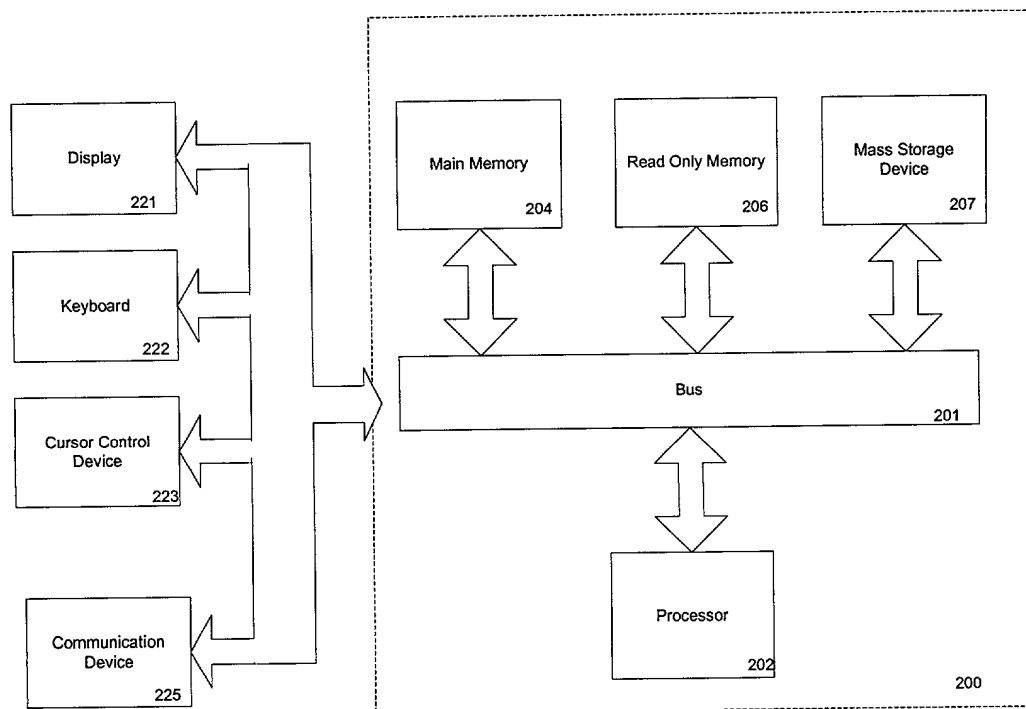 Display
221
Keyboard
222
Cursor Control
Device
223
Communication
Device
225
Main Memory
204
Read Only Memory
206
Mass Storage
Device
207
Bus
201
Processor
202
200